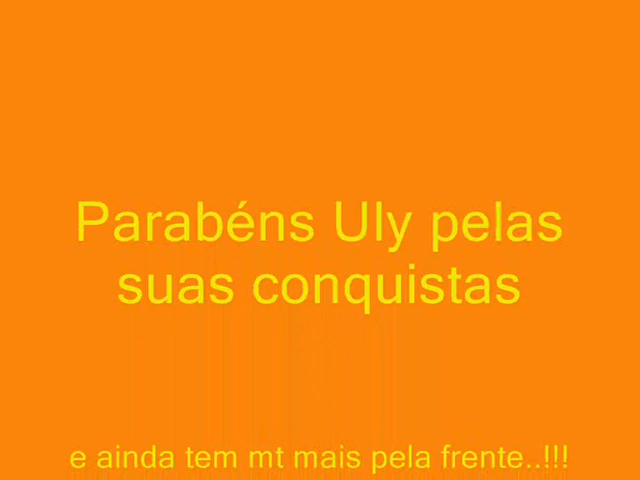 Parabéns Uly pelas
suas conquistas
e ainda tem mt mais pela frente..!!!